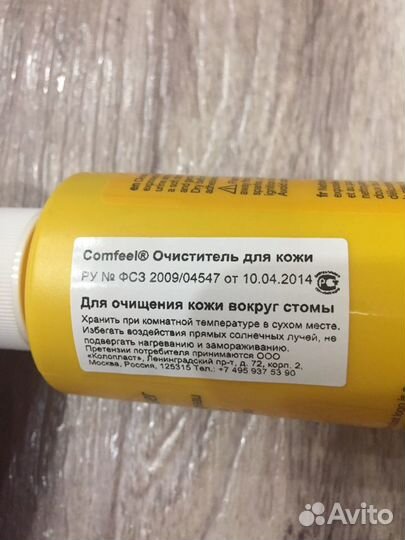 Comfeel® Очиститель для кожи
РУ № ФСЗ 2009/04547 от 10.04.2014
Для очищения кожи вокруг стомы
Хранить при комнатной температуре в сухом месте.
Избегать воздействия прямых солнечных лучей, не
подвергать нагреванию и замораживанию.
Претензии потребителя принимаются ООО
«Колопласт», Ленинградский пр-т, д. 72, корп. 2,
Москва, Россия, 125315 Тел.: +7 495 937 53 90
Avito